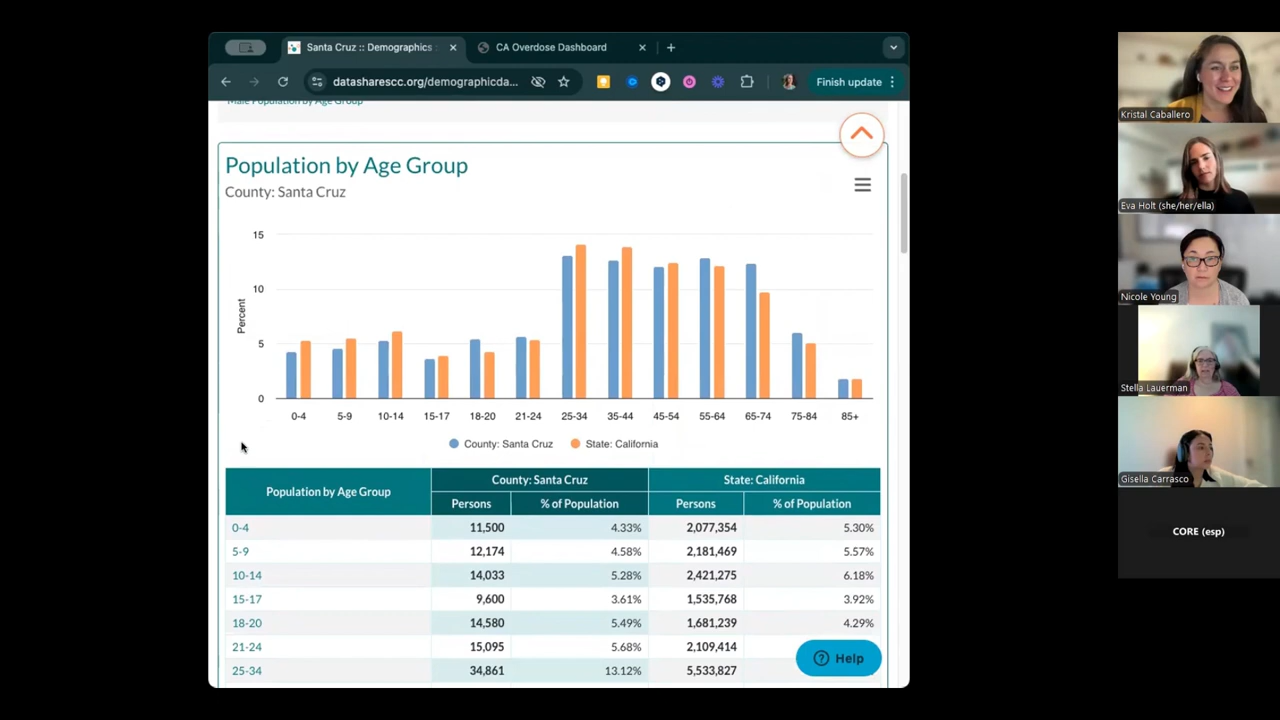 Santa Cruz :: Demographics :
CA Overdose Dashboard
datasharescc.org/demographicda...
Finish update
Male Population by Age Group
Population by Age Group
County: Santa Cruz
15
10
5
0
Percent
0-4 5-9 10-14 15-17 18-20 21-24 25-34 35-44 45-54 55-64 65-74 75-84 85+
County: Santa Cruz State: California
Population by Age Group County: Santa Cruz State: California
Persons % of Population Persons % of Population
0-4 11,500 4.33% 2,077,354 5.30%
5-9 12,174 4.58% 2,181,469 5.57%
10-14 14,033 5.28% 2,421,275 6.18%
15-17 9,600 3.61% 1,535,768 3.92%
18-20 14,580 5.49% 1,681,239 4.29%
21-24 15,095 5.68% 2,109,414
25-34 34,861 13.12% 5,533,827
Help
Kristal Caballero
Eva Holt (she/her/ella)
Nicole Young
Stella Lauerman
Gisella Carrasco
CORE (esp)